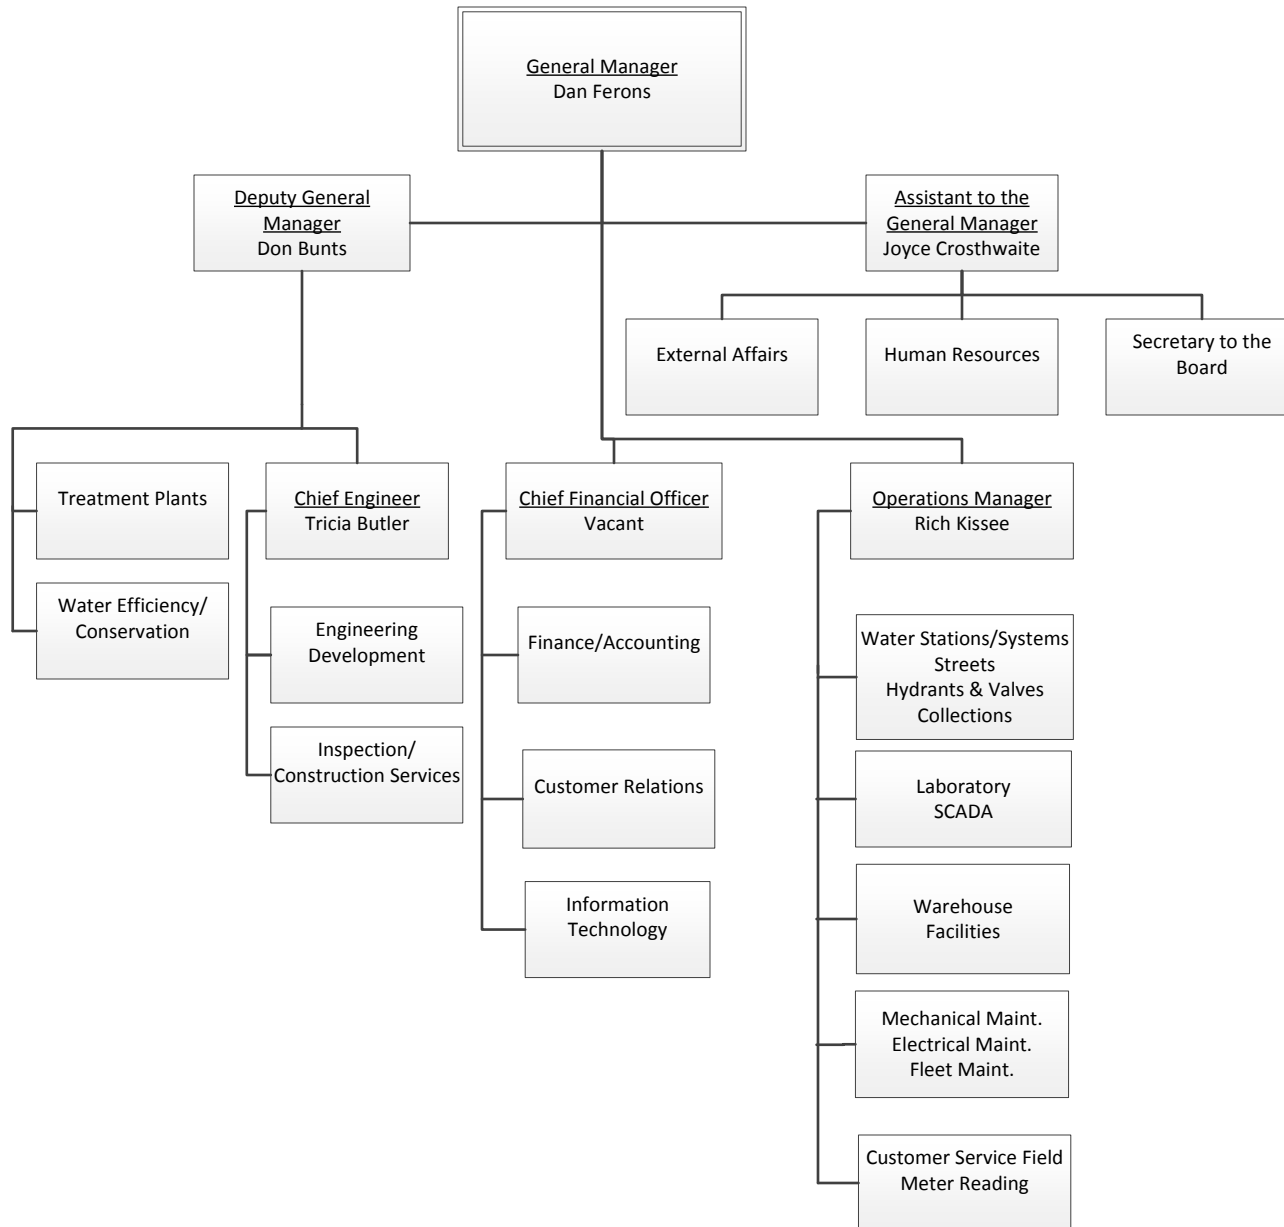 General Manager
Dan Ferons
Deputy General
Manager
Don Bunts
Assistant to the
General Manager
Joyce Crosthwaite
External Affairs
Human Resources
Secretary to the
Board
Treatment Plants
Water Efficiency/
Conservation
Chief Engineer
Tricia Butler
Engineering
Development
Inspection/
Construction Services
Chief Financial Officer
Vacant
Finance/Accounting
Customer Relations
Information
Technology
Operations Manager
Rich Kissee
Water Stations/Systems
Streets
Hydrants & Valves
Collections
Laboratory
SCADA
Warehouse
Facilities
Mechanical Maint.
Electrical Maint.
Fleet Maint.
Customer Service Field
Meter Reading